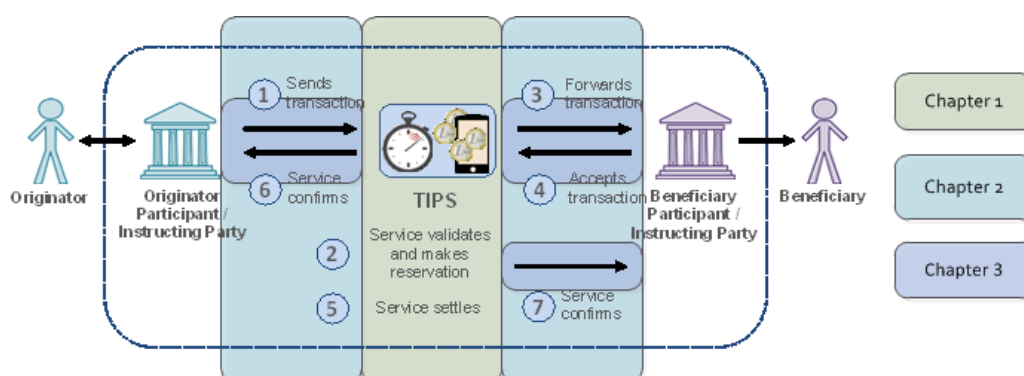 1
Sends
transaction
3
Forwards
transaction
Chapter 1
6
Service
confirms
4
Accepts
transaction
Chapter 2
Originator
Originator
Participant /
Instructing Party
TIPS
Beneficiary
Participant /
Instructing Party
Beneficiary
2
Service validates
and makes
reservation
Chapter 3
5
Service settles
7
Service
confirms